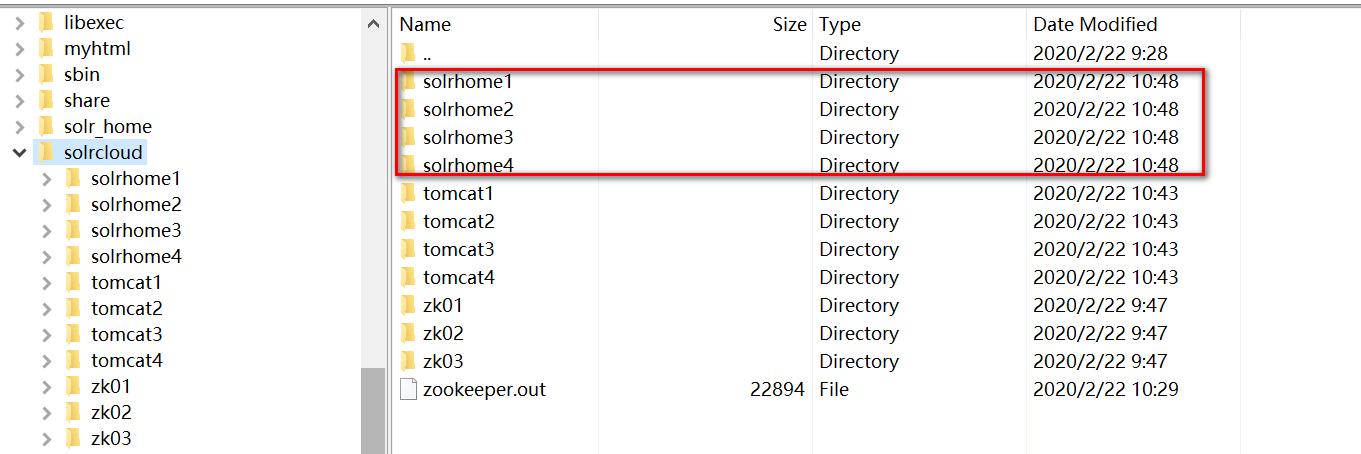 libexec
myhtml
sbin
share
solr_home
solrcloud
solrhome1
solrhome2
solrhome3
solrhome4
tomcat1
tomcat2
tomcat3
tomcat4
zk01
zk02
zk03
Name Size Type Date Modified
.. Directory 2020/2/22 9:28
solrhome1 Directory 2020/2/22 10:48
solrhome2 Directory 2020/2/22 10:48
solrhome3 Directory 2020/2/22 10:48
solrhome4 Directory 2020/2/22 10:48
tomcat1 Directory 2020/2/22 10:43
tomcat2 Directory 2020/2/22 10:43
tomcat3 Directory 2020/2/22 10:43
tomcat4 Directory 2020/2/22 10:43
zk01 Directory 2020/2/22 9:47
zk02 Directory 2020/2/22 9:47
zk03 Directory 2020/2/22 9:47
zookeeper.out 22894 File 2020/2/22 10:29